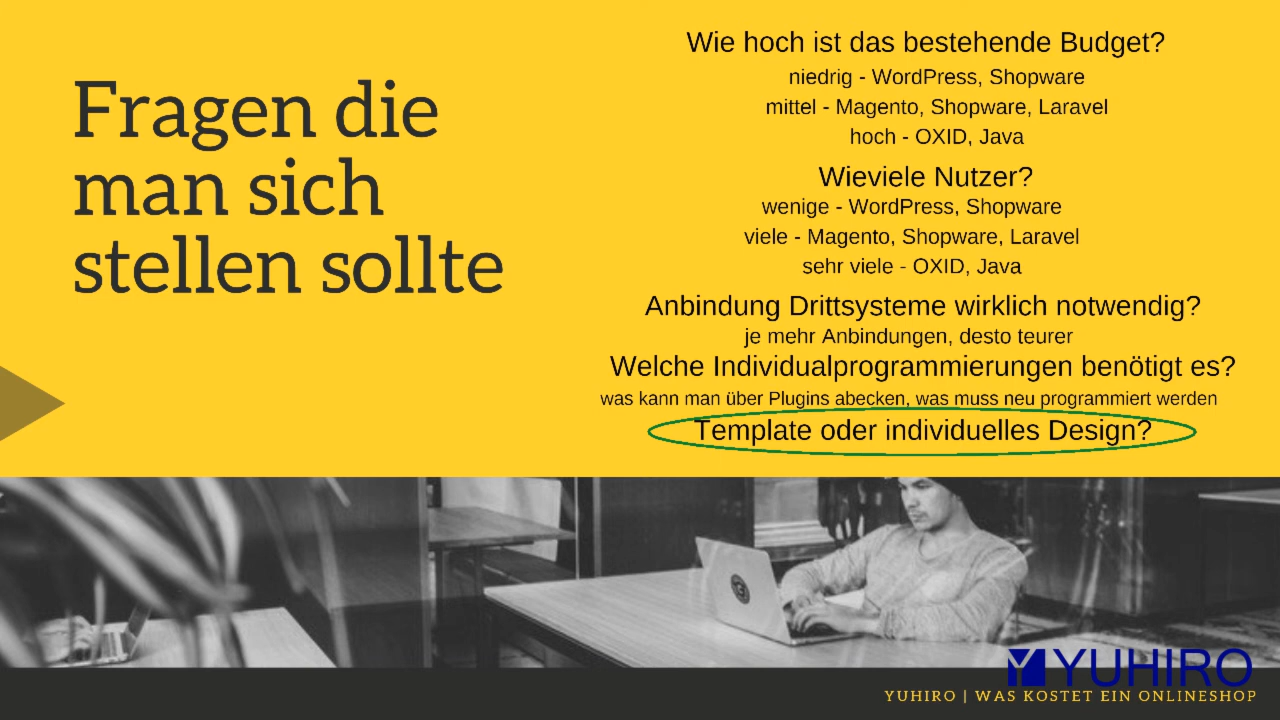 Fragen die
man sich
stellen sollte
Wie hoch ist das bestehende Budget?
niedrig - WordPress, Shopware
mittel - Magento, Shopware, Laravel
hoch - OXID, Java
Wieviele Nutzer?
wenige - WordPress, Shopware
viele - Magento, Shopware, Laravel
sehr viele - OXID, Java
Anbindung Drittsysteme wirklich notwendig?
je mehr Anbindungen, desto teurer
Welche Individualprogrammierungen benötigt es?
was kann man über Plugins abecken, was muss neu programmiert werden
Template oder individuelles Design?
YUHIRO
YUHIRO | WAS KOSTET EIN ONLINESHOP